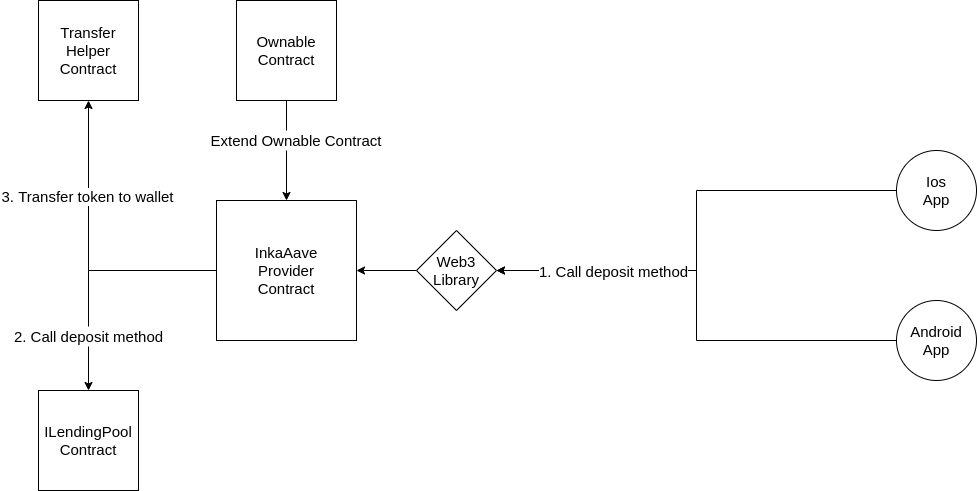 Transfer
Helper
Contract
Ownable
Contract
Extend Ownable Contract
3. Transfer token to wallet
Ios
App
InkaAave
Provider
Contract
Web3
Library
1. Call deposit method
2. Call deposit method
Android
App
ILendingPool
Contract